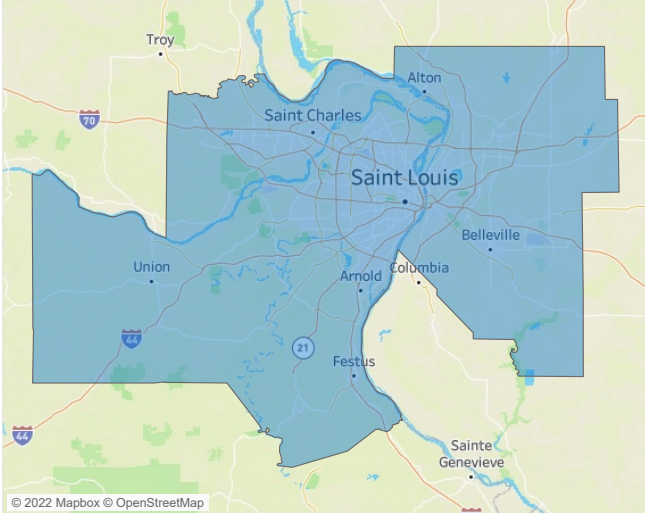 Troy
Alton
70
Saint Charles
Saint Louis
Belleville
Union
Columbia
Arnold
44
21
Festus
44
Sainte
Genevieve
© 2022 Mapbox © OpenStreetMap